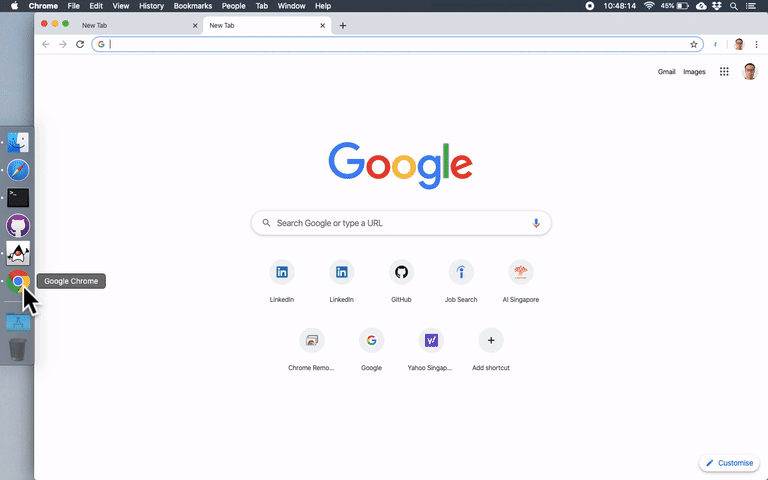 Chrome File Edit View History Bookmarks People Tab Window Help 10:48:14 45%
New Tab New Tab
Gmail Images
Google
Search Google or type a URL
Google Chrome
LinkedIn LinkedIn GitHub Job Search AI Singapore
Chrome Remo... Google Yahoo Singap... Add shortcut
Customise